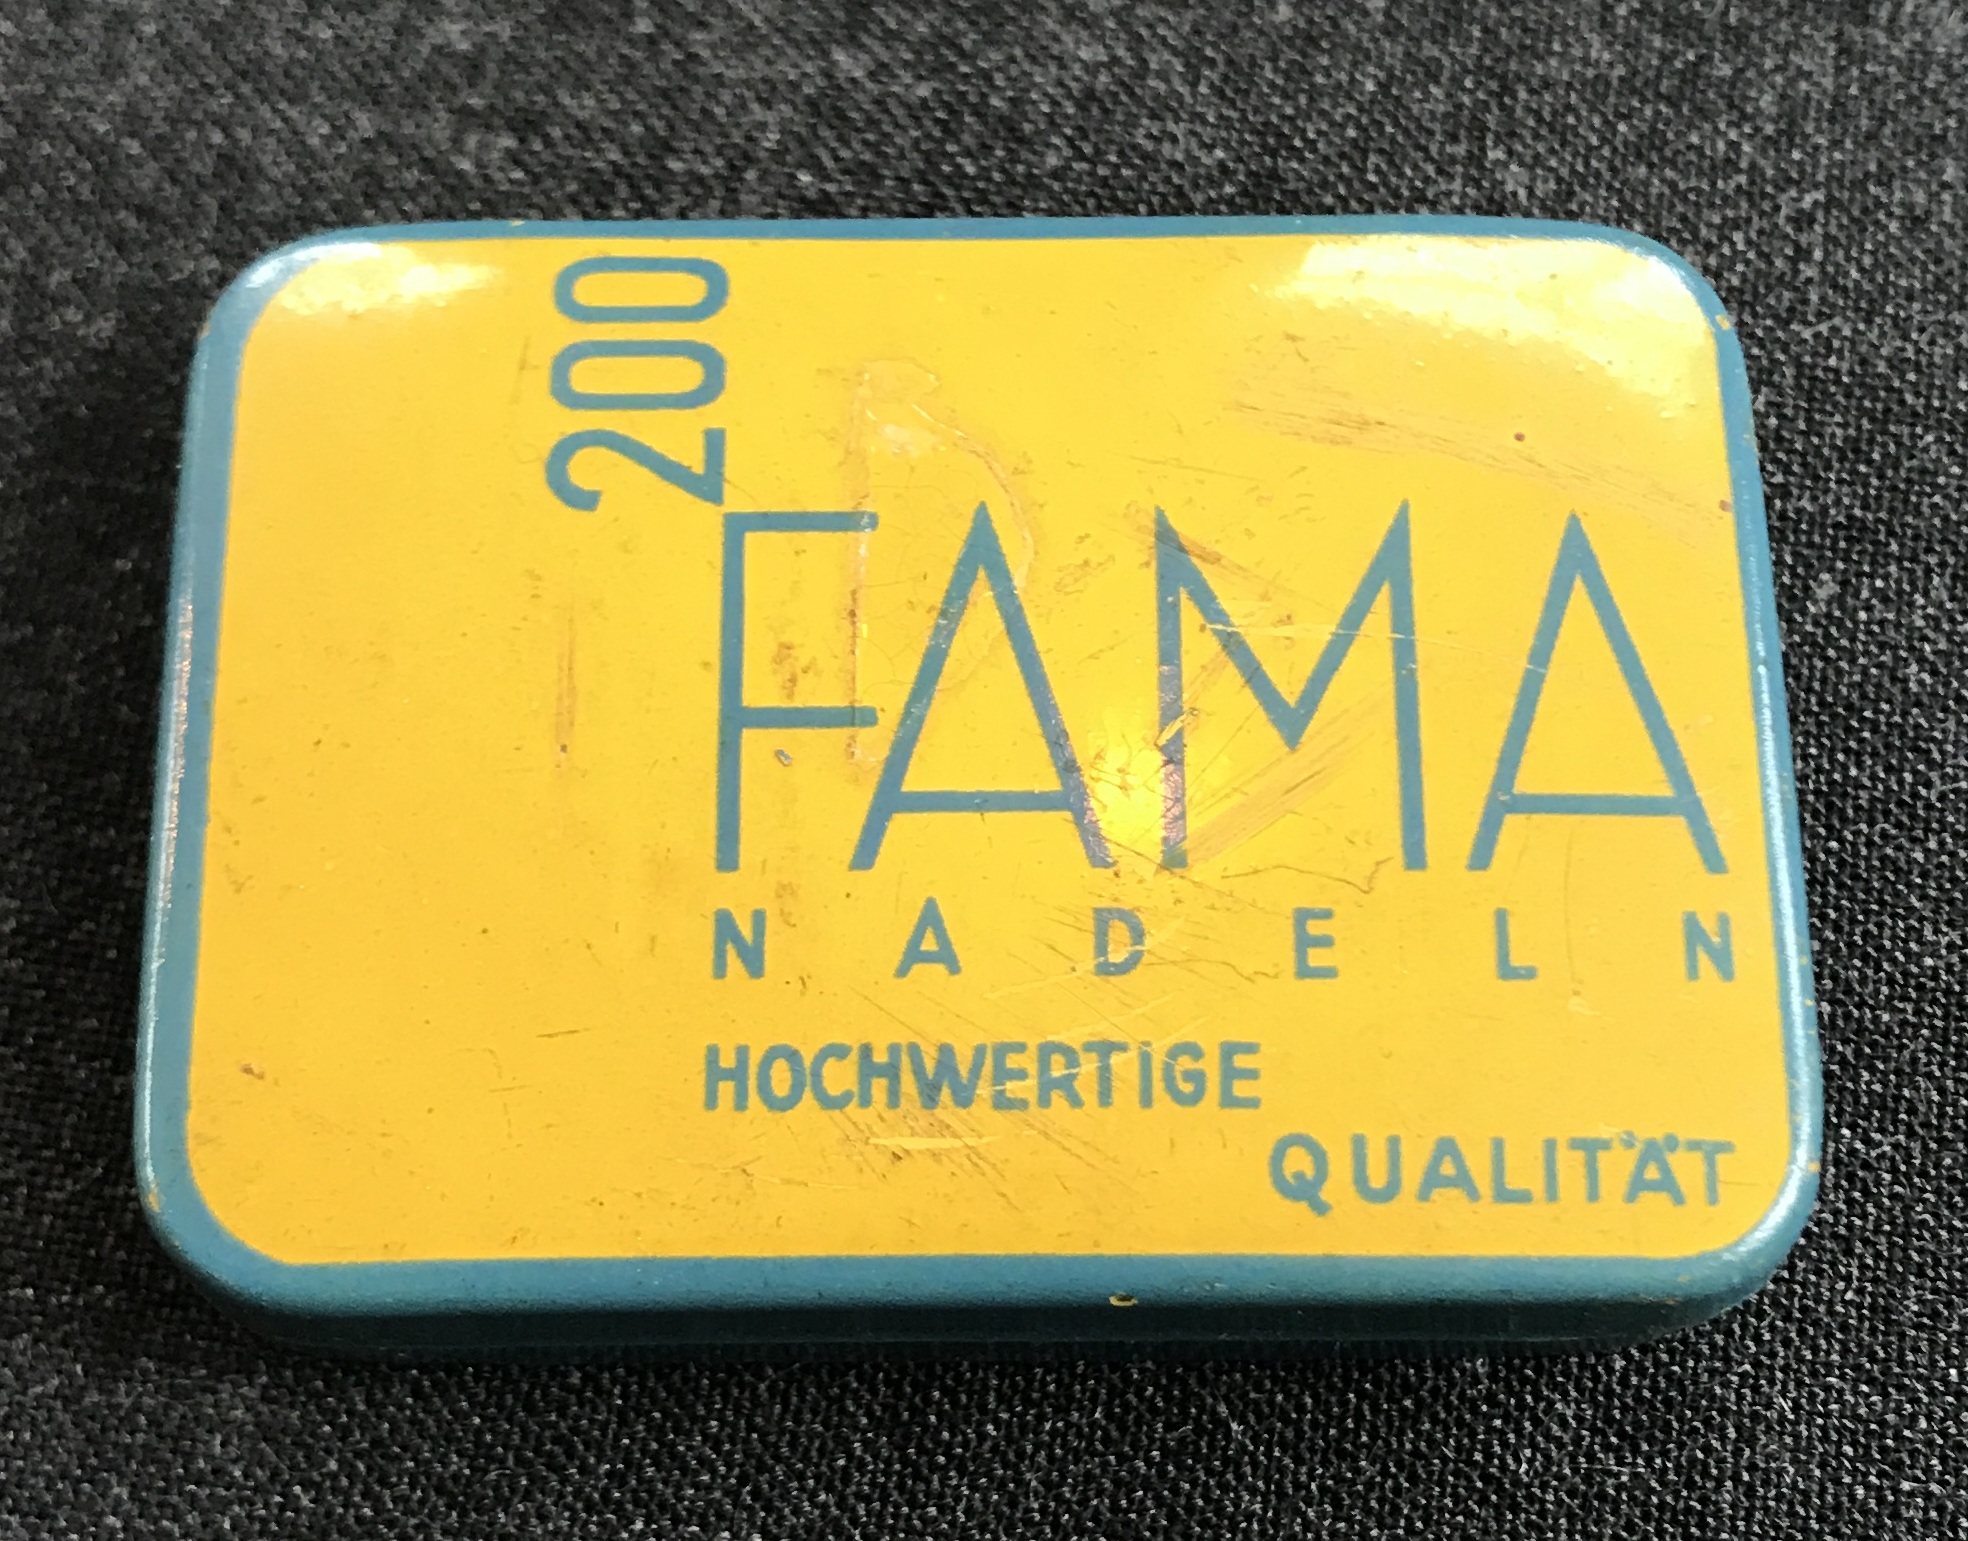 200
FAMA
NADELN
HOCHWERTIGE
QUALITÄT